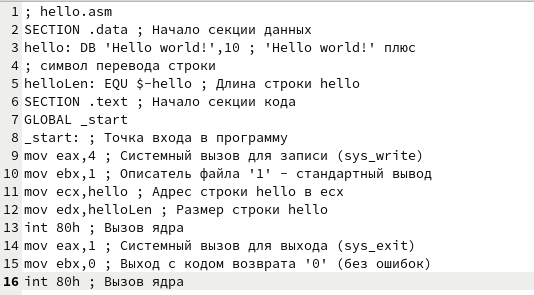 1 ; hello.asm
2 SECTION .data ; Начало секции данных
3 hello: DB 'Hello world!',10 ; 'Hello world!' плюс
4 ; символ перевода строки
5 helloLen: EQU $-hello ; Длина строки hello
6 SECTION .text ; Начало секции кода
7 GLOBAL _start
8 _start: ; Точка входа в программу
9 mov eax,4 ; Системный вызов для записи (sys_write)
10 mov ebx,1 ; Описатель файла '1' - стандартный вывод
11 mov ecx,hello ; Адрес строки hello в ecx
12 mov edx,helloLen ; Размер строки hello
13 int 80h ; Вызов ядра
14 mov eax,1 ; Системный вызов для выхода (sys_exit)
15 mov ebx,0 ; Выход с кодом возврата '0' (без ошибок)
16 int 80h ; Вызов ядра